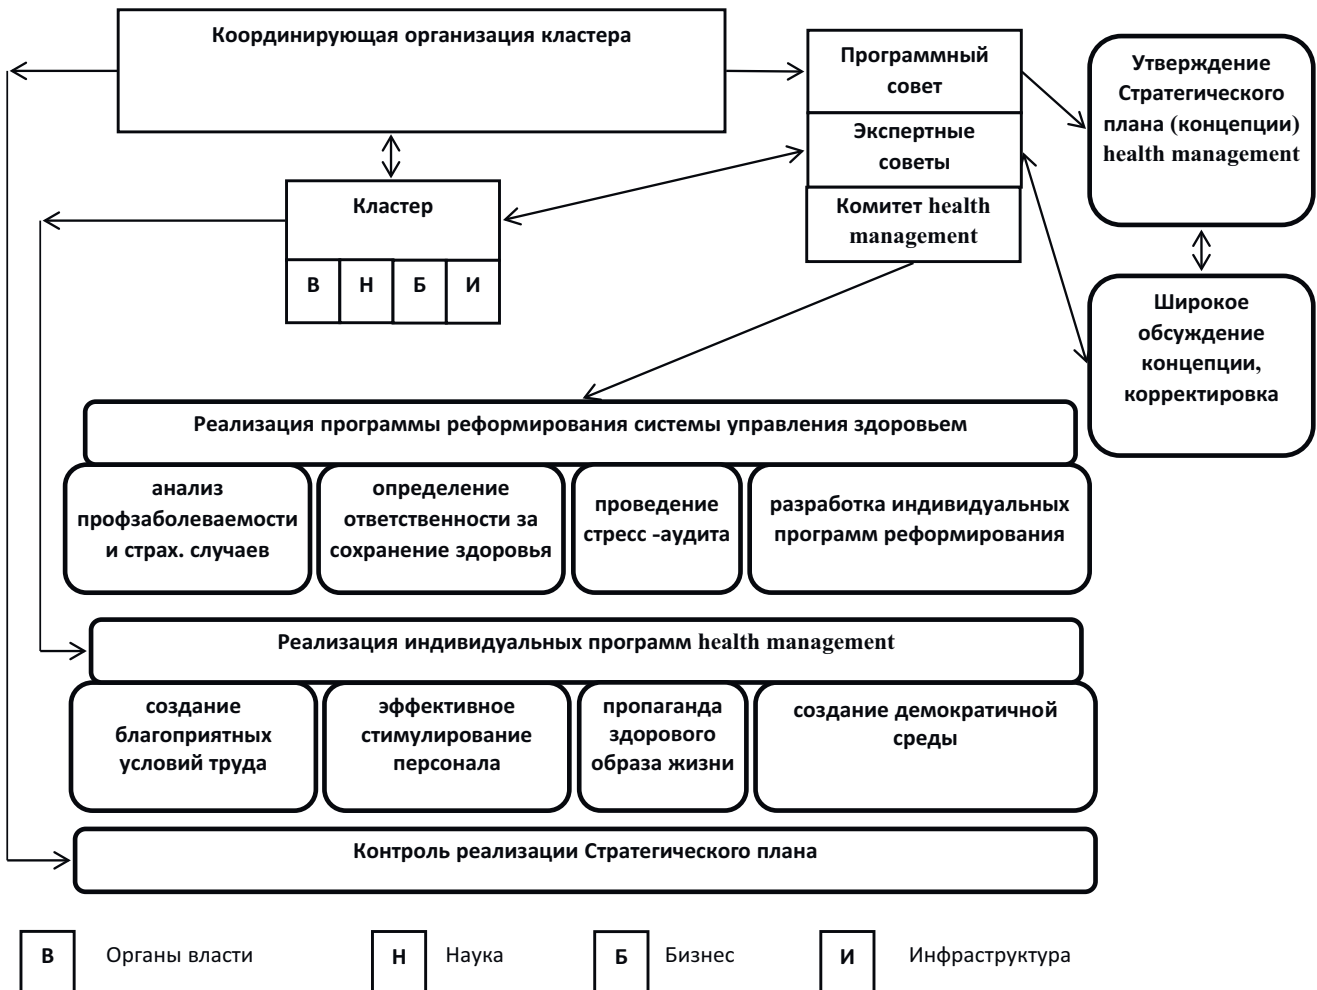 Координирующая организация кластера
Программный
совет
Экспертные
советы
Комитет health
management
Утверждение
Стратегического
плана (концепции)
health management
Кластер
В
Н
Б
И
Широкое
обсуждение
концепции,
корректировка
Реализация программы реформирования системы управления здоровьем
анализ
профзаболеваемости
и страх. случаев
определение
ответственности за
сохранение здоровья
проведение
стресс -аудита
разработка индивидуальных
программ реформирования
Реализация индивидуальных программ health management
создание
благоприятных
условий труда
эффективное
стимулирование
персонала
пропаганда
здорового
образа жизни
создание демократичной
среды
Контроль реализации Стратегического плана
В Органы власти
Н Наука
Б Бизнес
И Инфраструктура